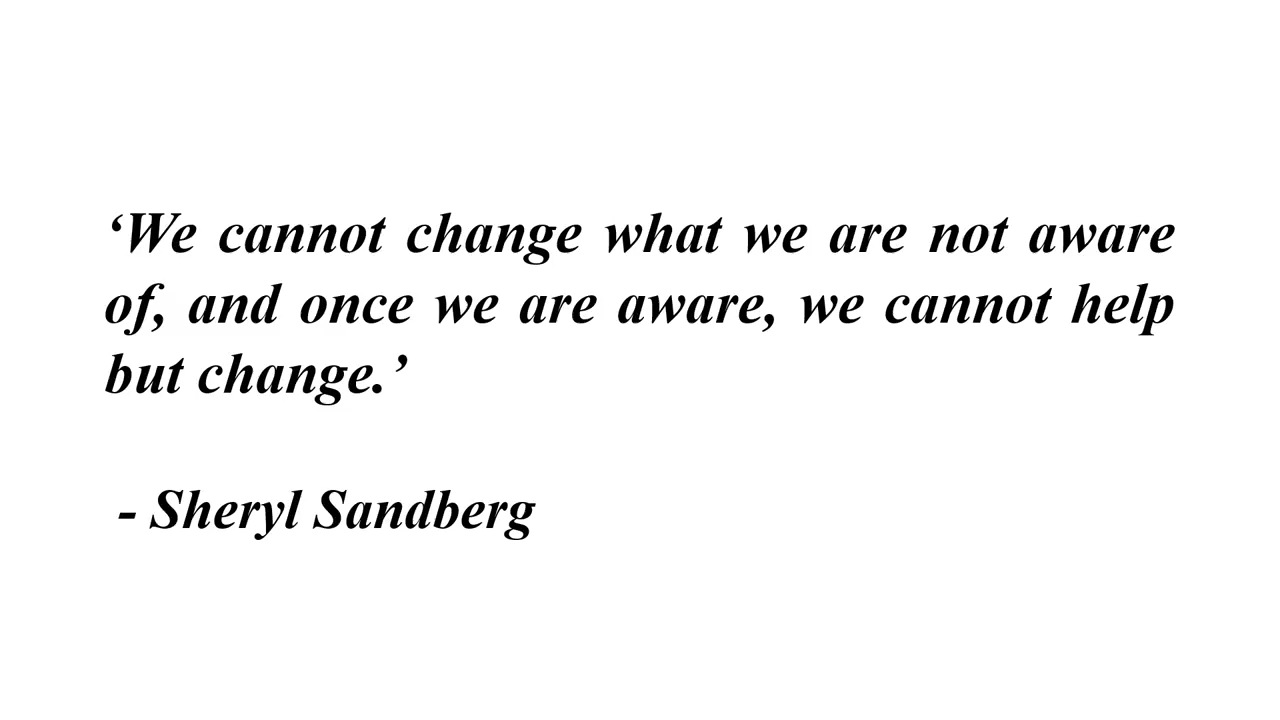 ‘We cannot change what we are not aware
of, and once we are aware, we cannot help
but change.’
- Sheryl Sandberg